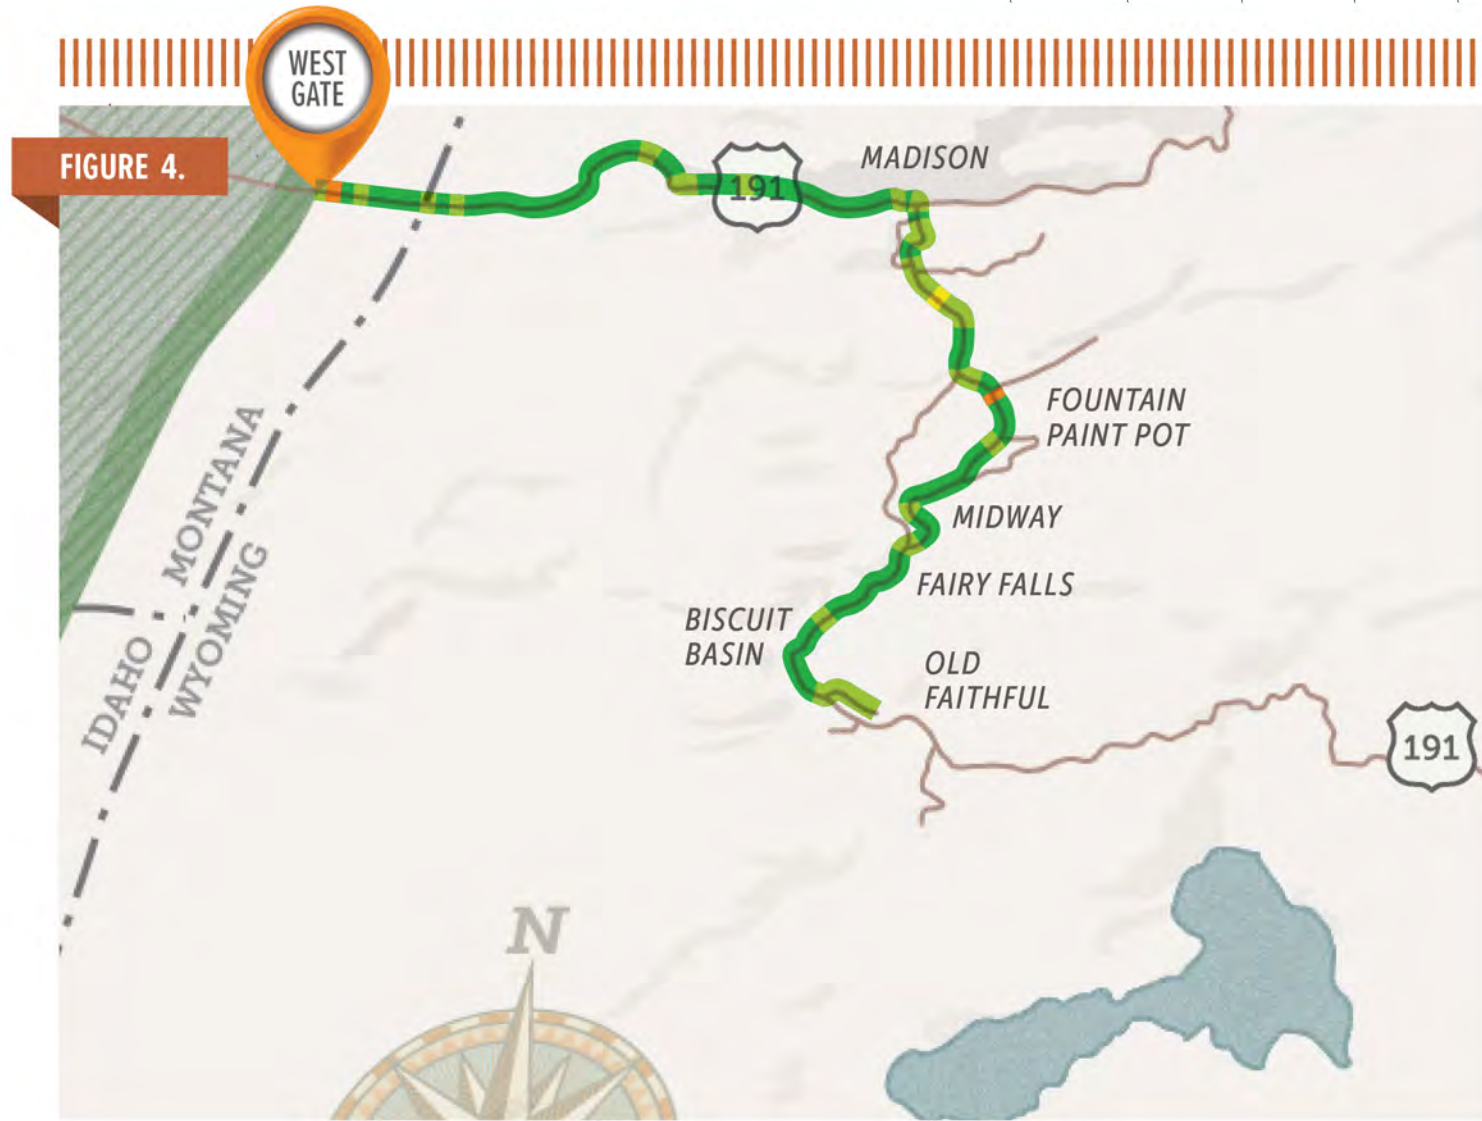 WEST
GATE
FIGURE 4.
191
MADISON
FOUNTAIN
PAINT POT
MONTANA
MIDWAY
WYOMING
FAIRY FALLS
BISCUIT
BASIN
IDAHO
OLD
FAITHFUL
191
N